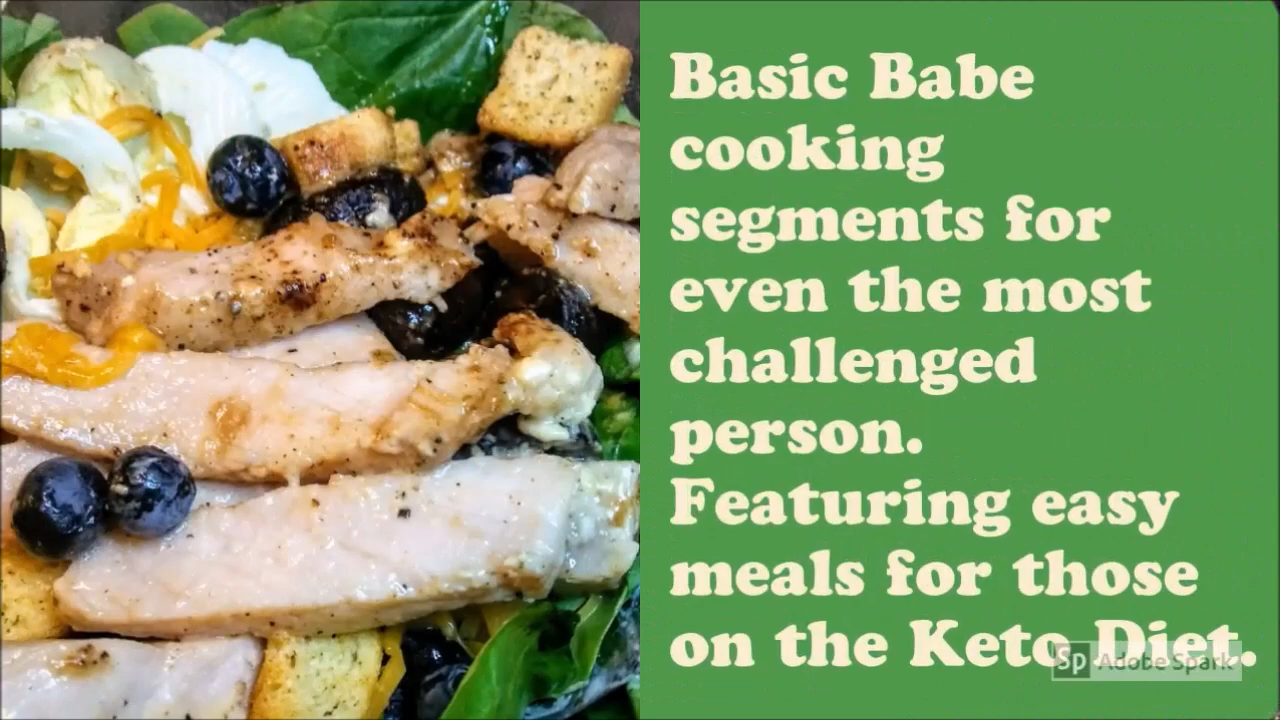 Basic Babe
cooking
segments for
even the most
challenged
person.
Featuring easy
meals for those
on the Keto Diet.
Sp Adobe Spark